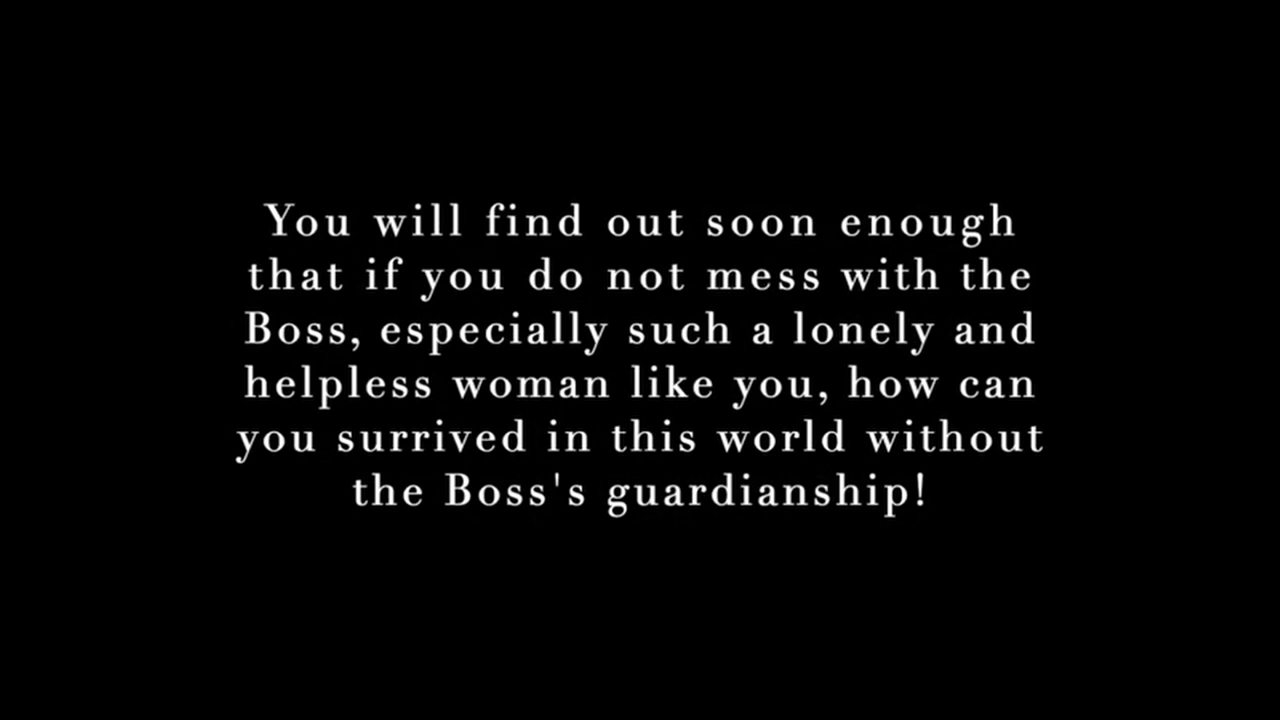 You will find out soon enough
that if you do not mess with the
Boss, especially such a lonely and
helpless woman like you, how can
you surrived in this world without
the Boss's guardianship!